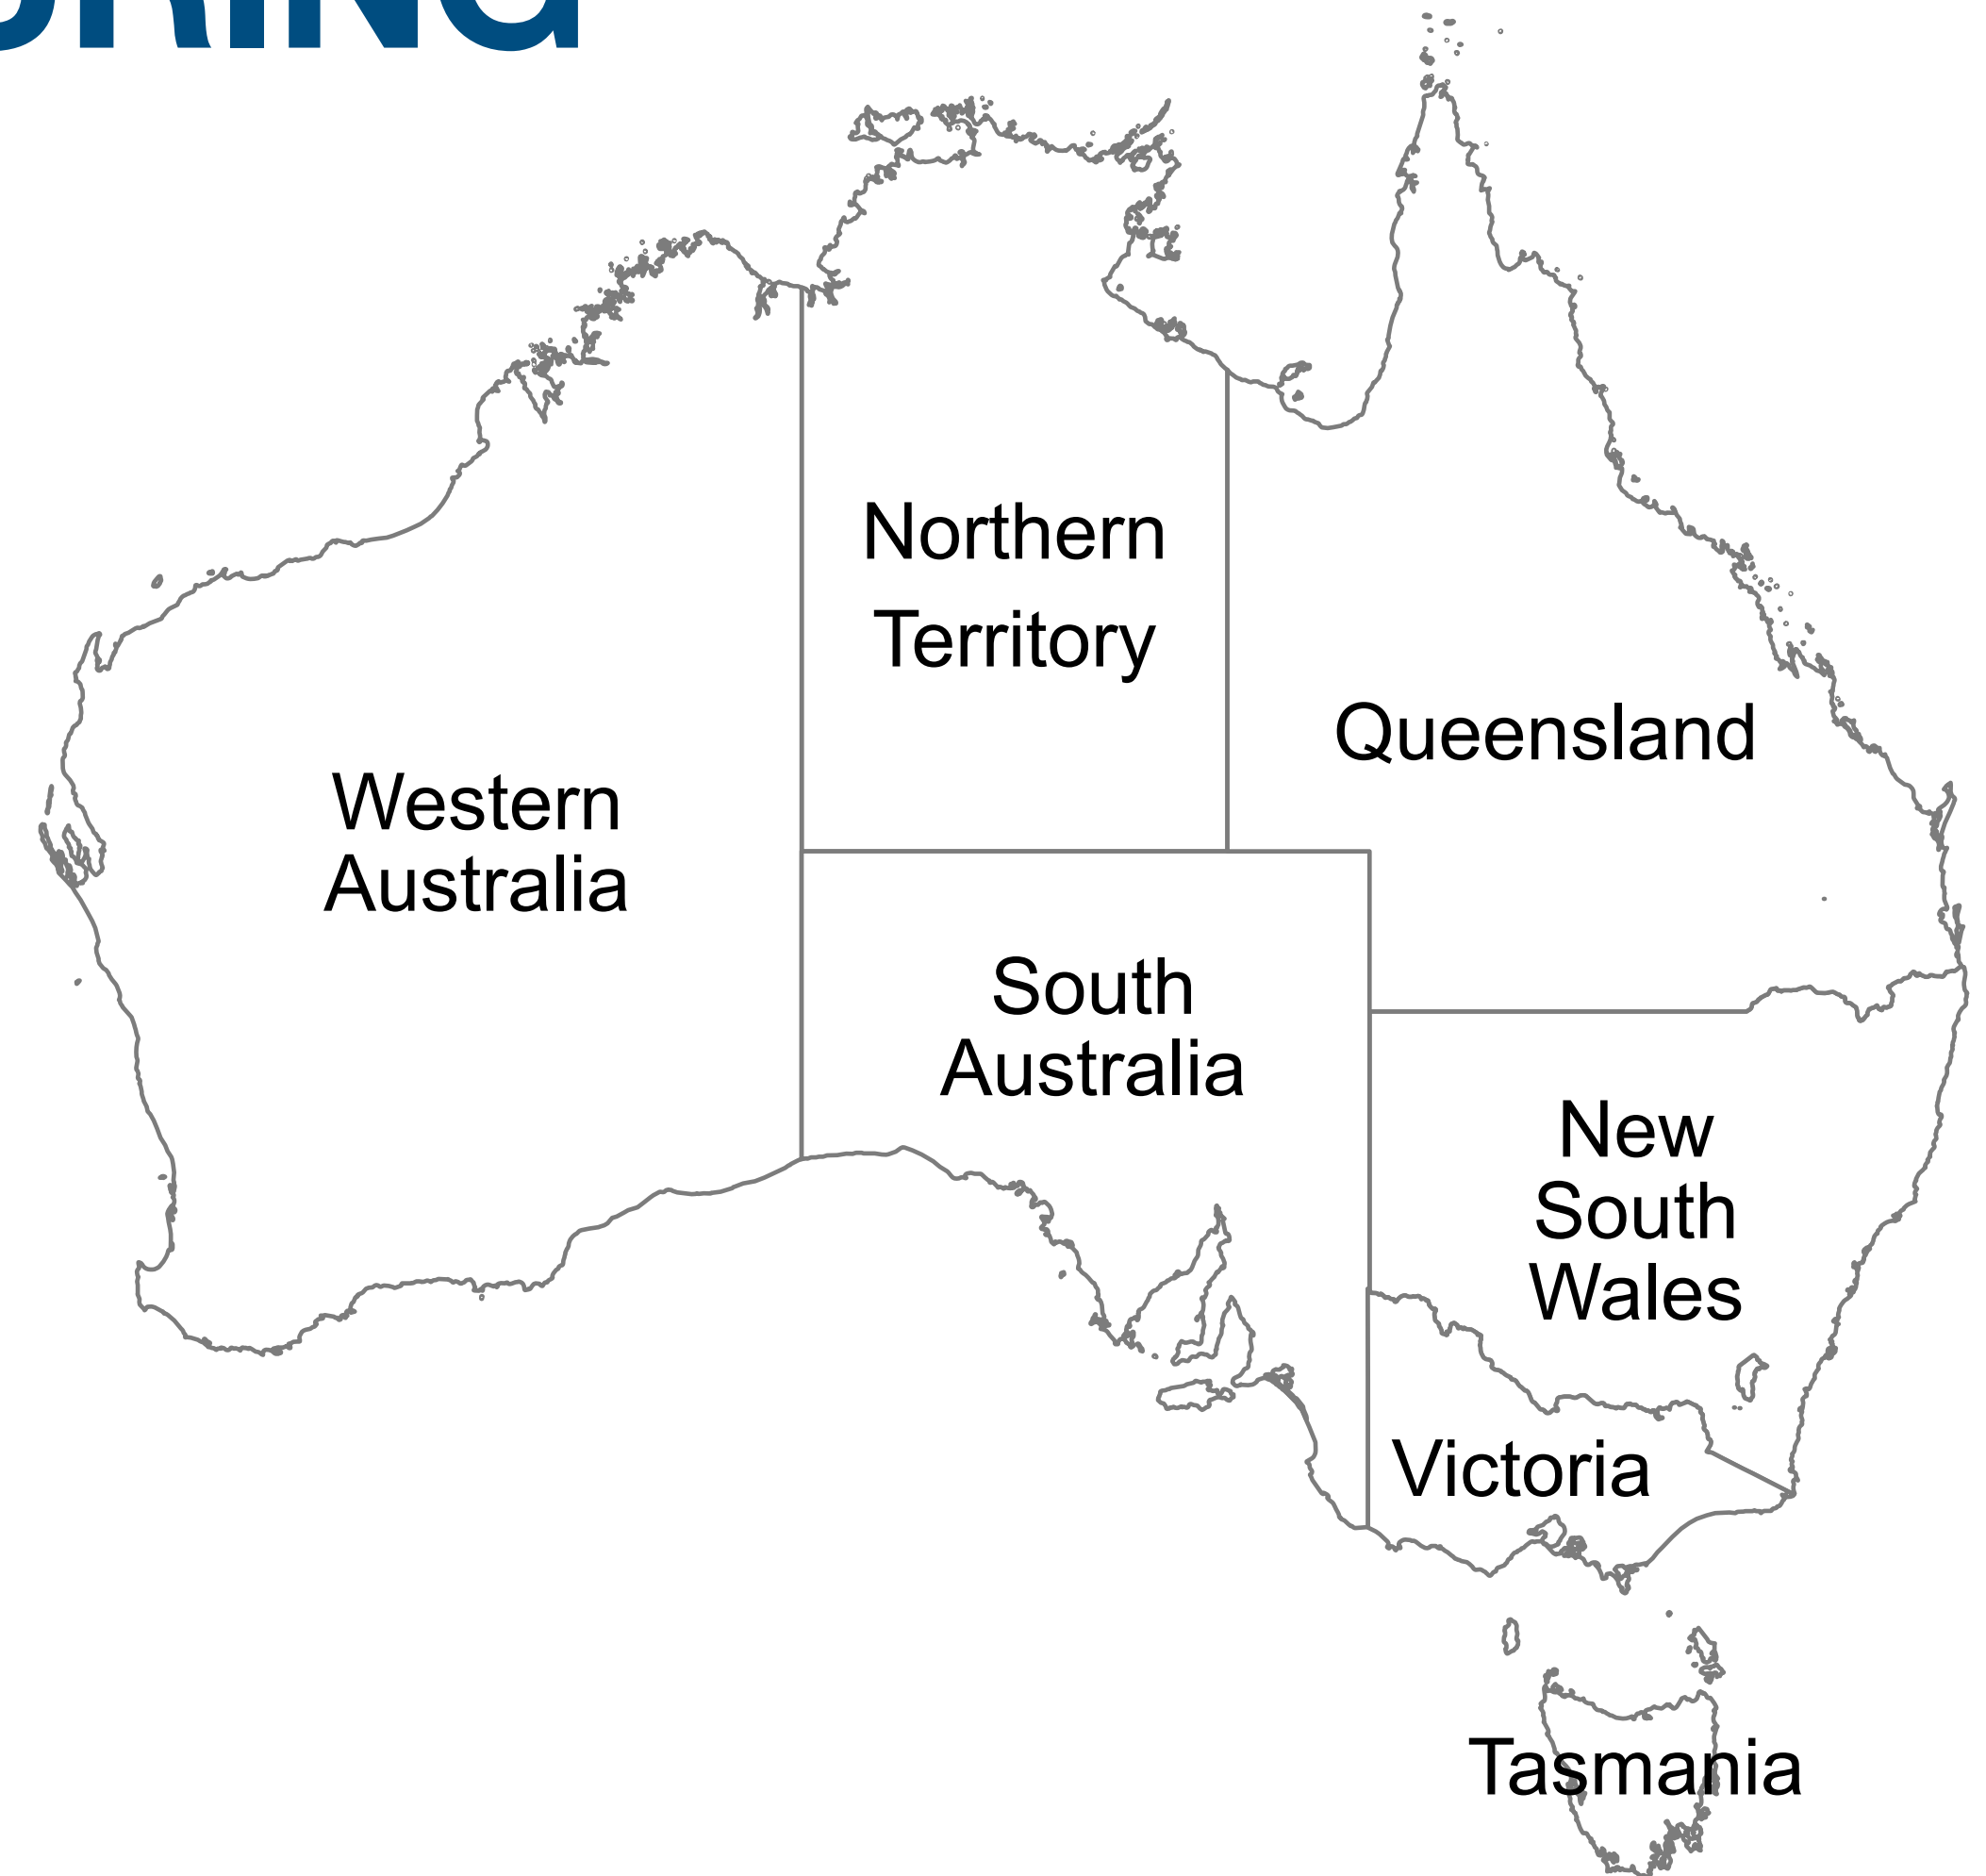 Northern
Territory
Queensland
Western
Australia
South
Australia
New
South
Wales
Victoria
Tasmania